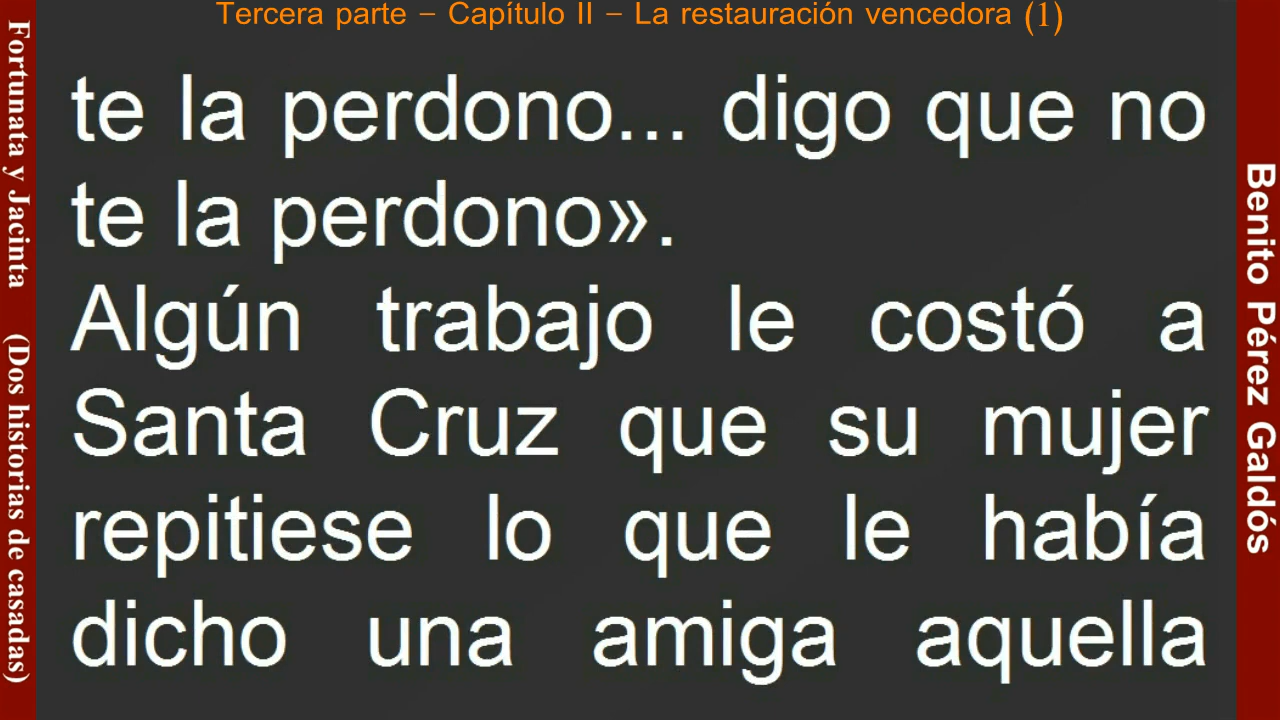 Tercera parte – Capítulo II – La restauración vencedora (1)
Fortunata y Jacinta (Dos historias de casadas)
te la perdono... digo que no
te la perdono».
Algún trabajo le costó a
Santa Cruz que su mujer
repitiese lo que le había
dicho una amiga aquella
Benito Pérez Galdós